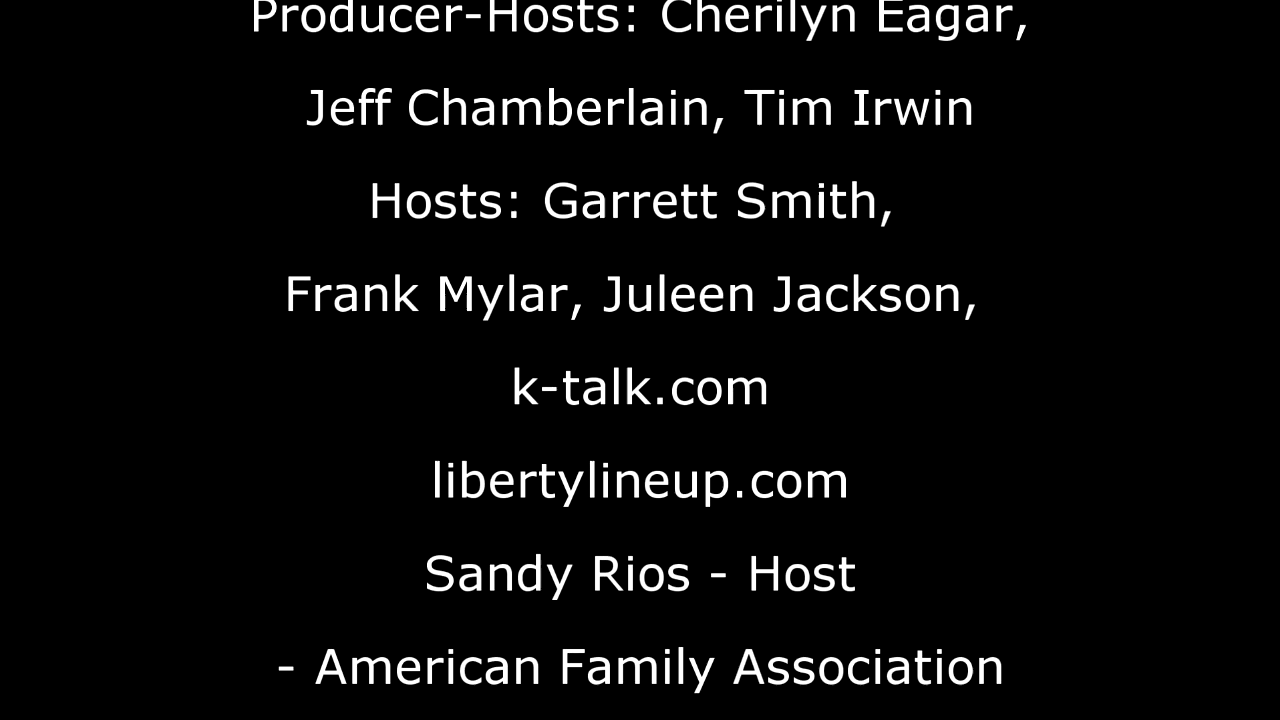 Producer-Hosts: Cherilyn Eagar,
Jeff Chamberlain, Tim Irwin
Hosts: Garrett Smith,
Frank Mylar, Juleen Jackson,
k-talk.com
libertylineup.com
Sandy Rios - Host
- American Family Association